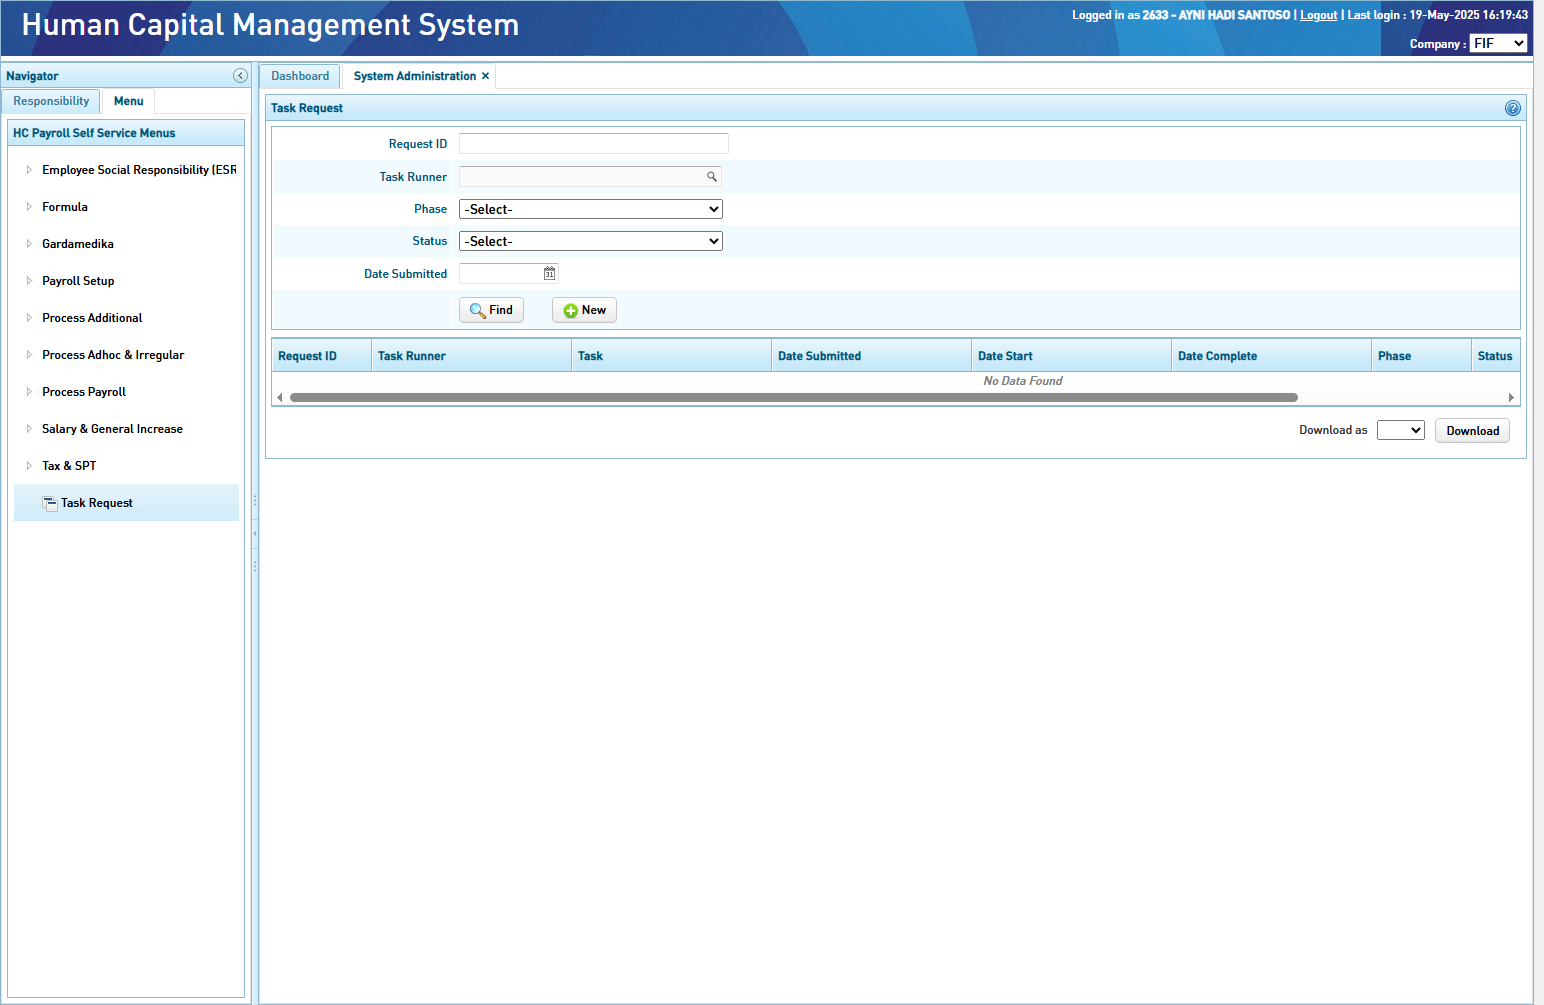 Human Capital Management System
Logged in as 2633 - AYNI HADI SANTOSO | Logout | Last login : 19-May-2025 16:19:43
Company : FIF
Navigator
Responsibility Menu
HC Payroll Self Service Menus
Employee Social Responsibility (ESR
Formula
Gardamedika
Payroll Setup
Process Additional
Process Adhoc & Irregular
Process Payroll
Salary & General Increase
Tax & SPT
Task Request
Dashboard System Administration ×
Task Request ?
Request ID
Task Runner
Phase -Select-
Status -Select-
Date Submitted 31
Find New
Request ID Task Runner Task Date Submitted Date Start Date Complete Phase Status
No Data Found
Download as Download